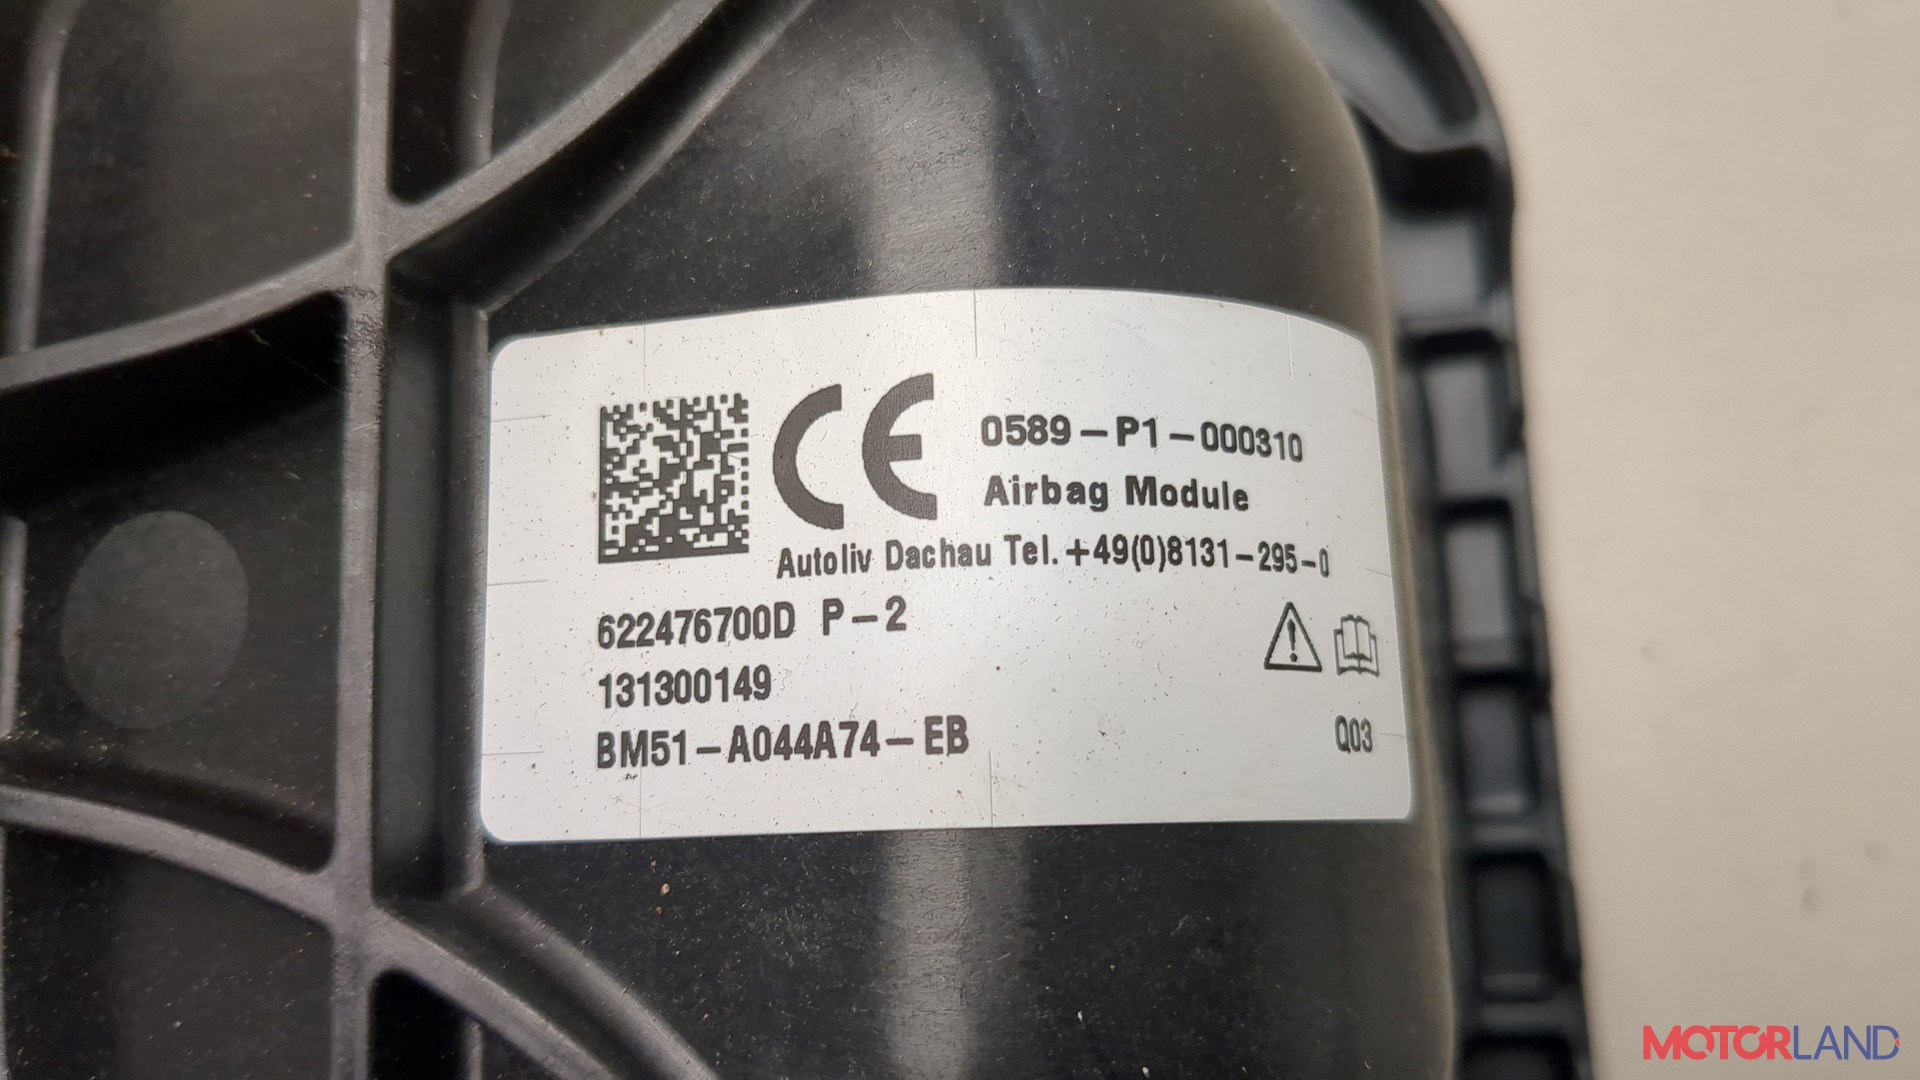 CE
0589-P1-000310
Airbag Module
Autoliv Dachau Tel. +49(0)8131-295-0
622476700D P-2
131300149
BM51-A044A74-EB
Q03
MOTORLAND